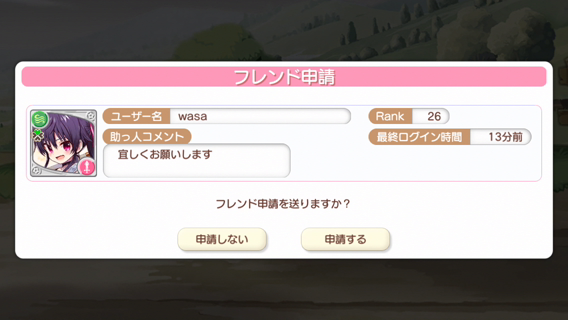 フレンド申請
ユーザー名 wasa
Rank 26
助っ人コメント
最終ログイン時間 13分前
宜しくお願いします
フレンド申請を送りますか？
申請しない 申請する